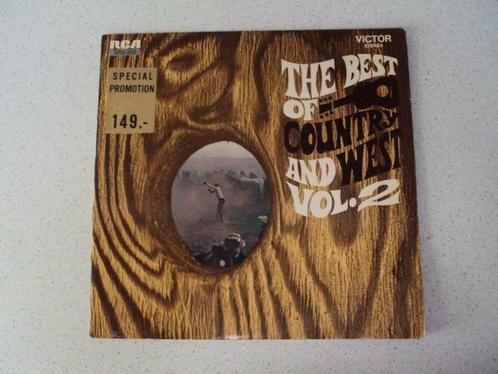 RCA
VICTOR
STEREO
SPECIAL
PROMOTION
149.-
THE BEST
OF
COUNTRY
AND WEST
VOL.2